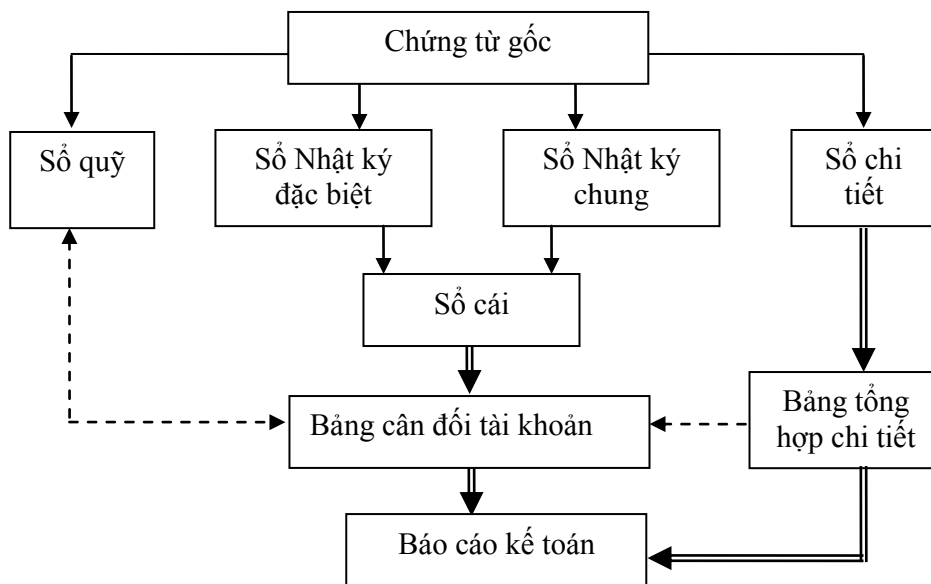 Chứng từ gốc
Sổ quỹ
Sổ Nhật ký
đặc biệt
Sổ Nhật ký
chung
Sổ chi
tiết
Sổ cái
Bảng cân đối tài khoản
Bảng tổng
hợp chi tiết
Báo cáo kế toán